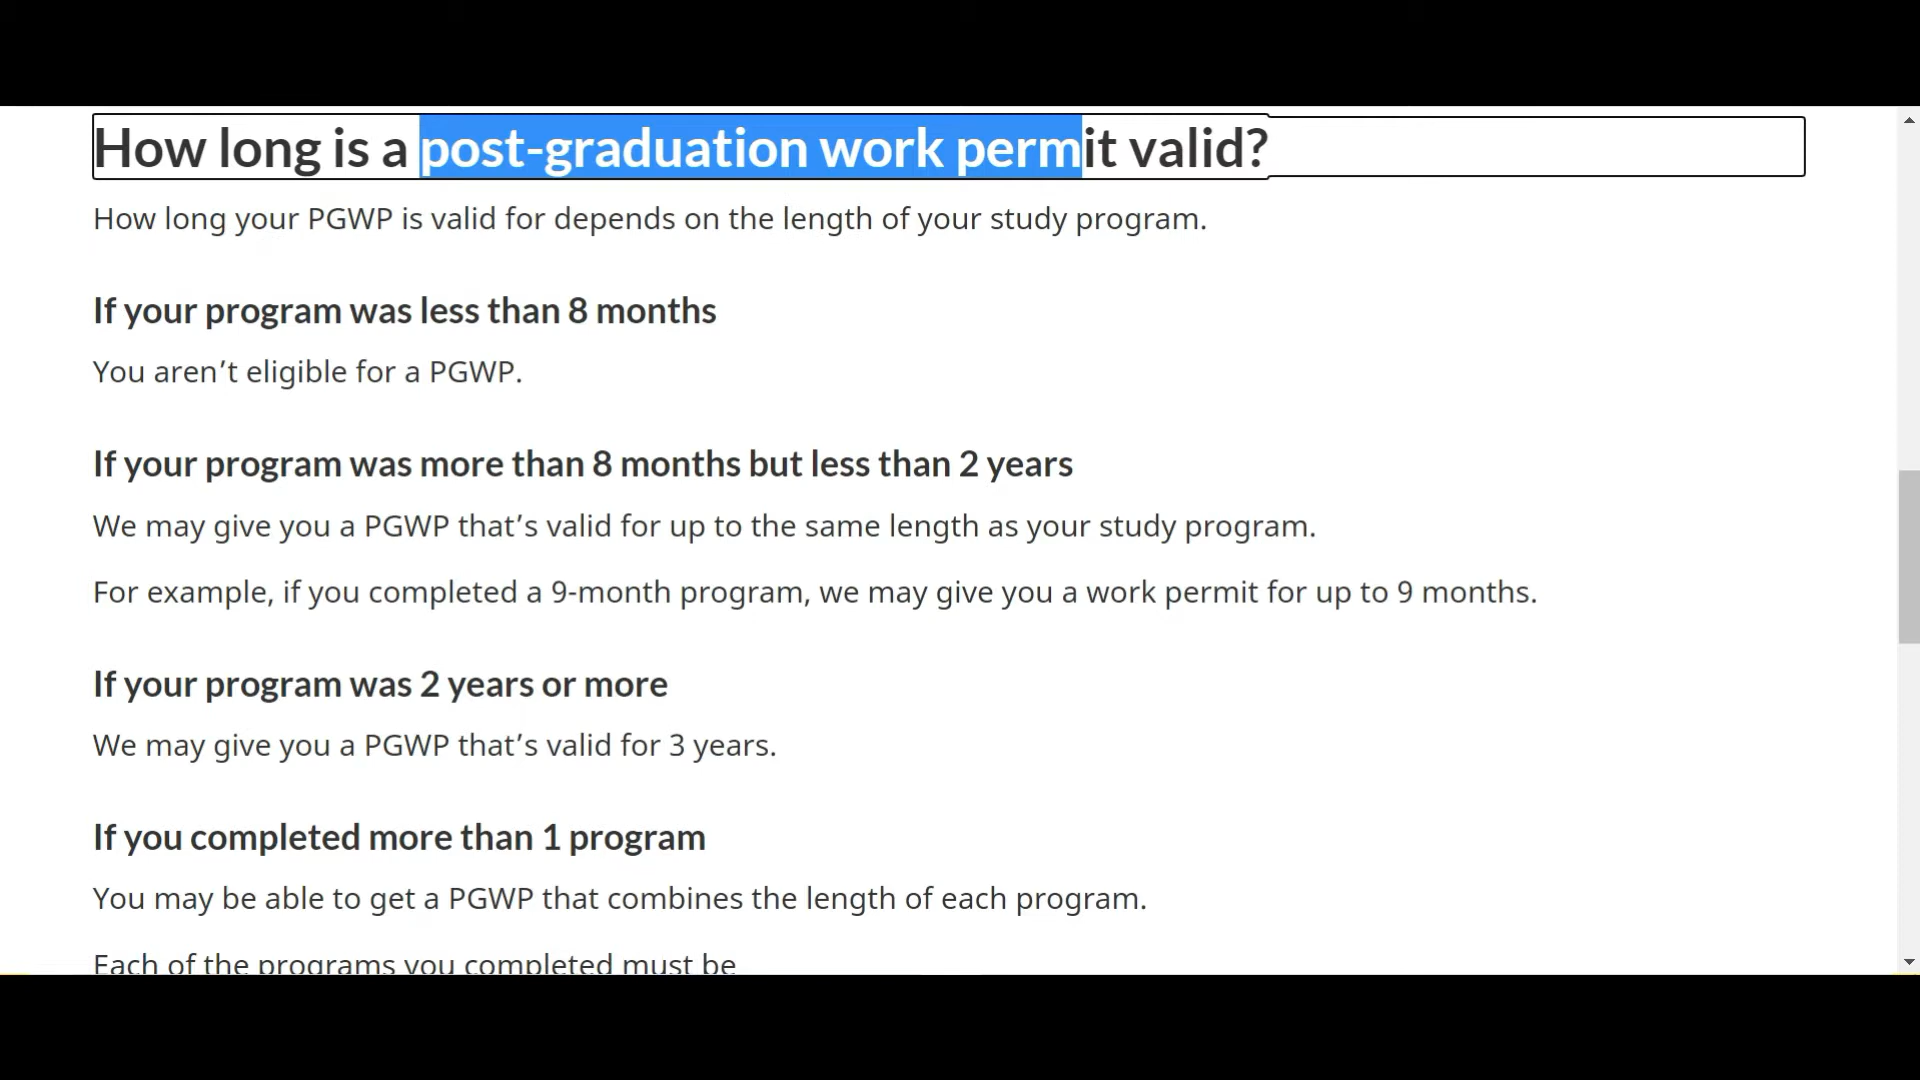 How long is a post-graduation work permit valid?
How long your PGWP is valid for depends on the length of your study program.
If your program was less than 8 months
You aren’t eligible for a PGWP.
If your program was more than 8 months but less than 2 years
We may give you a PGWP that’s valid for up to the same length as your study program.
For example, if you completed a 9-month program, we may give you a work permit for up to 9 months.
If your program was 2 years or more
We may give you a PGWP that’s valid for 3 years.
If you completed more than 1 program
You may be able to get a PGWP that combines the length of each program.
Each of the programs you completed must be